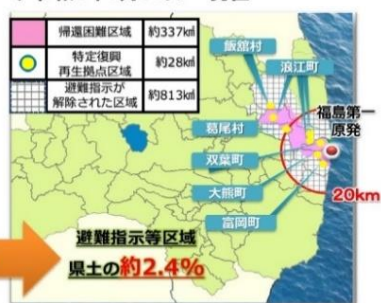 帰還困難区域 約337㎢
特定復興
再生拠点区域 約28㎢
避難指示が
解除された区域 約813㎢
飯舘村
浪江町
葛尾村
双葉町
大熊町
富岡町
福島第一
原発
20km
避難指示等区域
県土の約2.4%